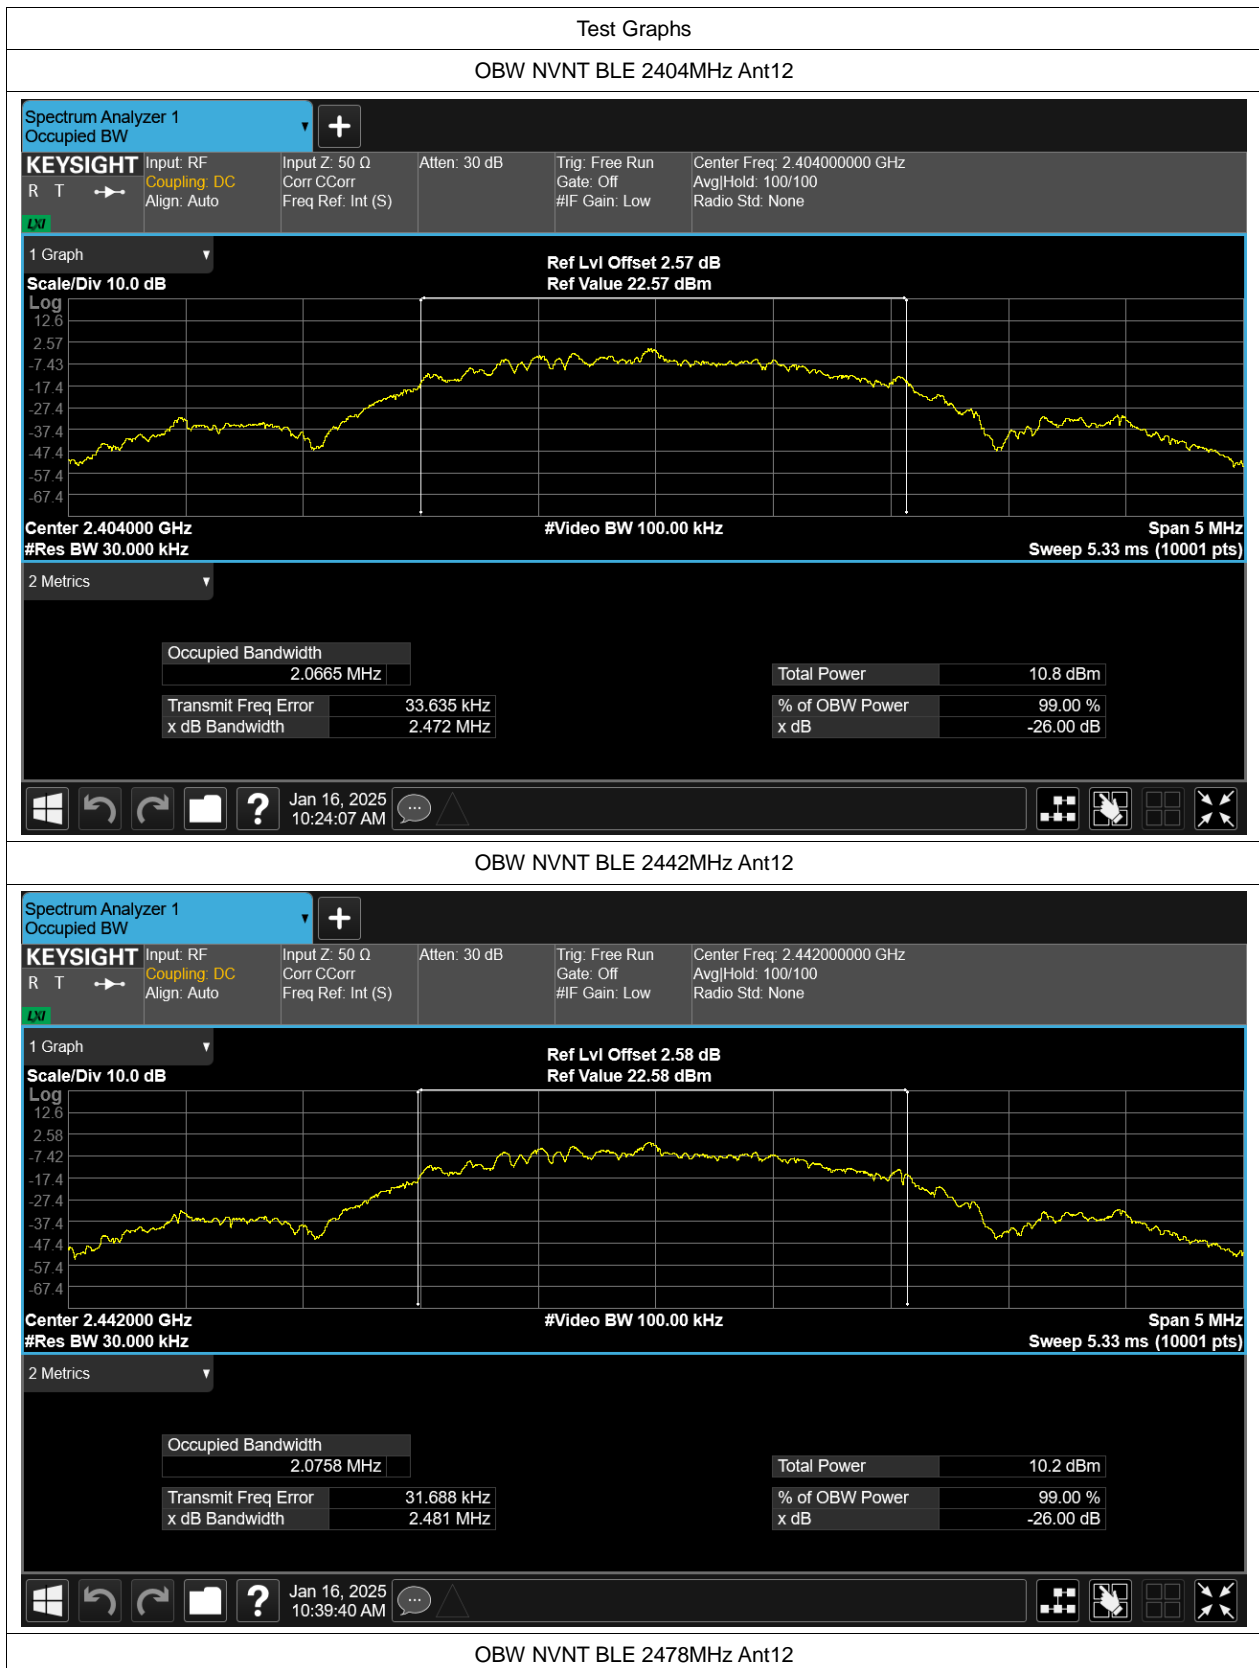 Test Graphs
OBW NVNT BLE 2404MHz Ant12
Spectrum Analyzer 1
Occupied BW
KEYSIGHT
R T
LXI
Input: RF
Coupling: DC
Align: Auto
Input Z: 50 Ω
Corr CCorr
Freq Ref: Int (S)
Atten: 30 dB
Trig: Free Run
Gate: Off
#IF Gain: Low
Center Freq: 2.404000000 GHz
Avg|Hold: 100/100
Radio Std: None
1 Graph
Scale/Div 10.0 dB
Ref Lvl Offset 2.57 dB
Ref Value 22.57 dBm
Log
12.6
2.57
-7.43
-17.4
-27.4
-37.4
-47.4
-57.4
-67.4
Center 2.404000 GHz
#Video BW 100.00 kHz
Span 5 MHz
#Res BW 30.000 kHz
Sweep 5.33 ms (10001 pts)
2 Metrics
Occupied Bandwidth
2.0665 MHz
Total Power 10.8 dBm
Transmit Freq Error 33.635 kHz
% of OBW Power 99.00 %
x dB Bandwidth 2.472 MHz
x dB -26.00 dB
?
Jan 16, 2025
10:24:07 AM
OBW NVNT BLE 2442MHz Ant12
Spectrum Analyzer 1
Occupied BW
KEYSIGHT
R T
LXI
Input: RF
Coupling: DC
Align: Auto
Input Z: 50 Ω
Corr CCorr
Freq Ref: Int (S)
Atten: 30 dB
Trig: Free Run
Gate: Off
#IF Gain: Low
Center Freq: 2.442000000 GHz
Avg|Hold: 100/100
Radio Std: None
1 Graph
Scale/Div 10.0 dB
Ref Lvl Offset 2.58 dB
Ref Value 22.58 dBm
Log
12.6
2.58
-7.42
-17.4
-27.4
-37.4
-47.4
-57.4
-67.4
Center 2.442000 GHz
#Video BW 100.00 kHz
Span 5 MHz
#Res BW 30.000 kHz
Sweep 5.33 ms (10001 pts)
2 Metrics
Occupied Bandwidth
2.0758 MHz
Total Power 10.2 dBm
Transmit Freq Error 31.688 kHz
% of OBW Power 99.00 %
x dB Bandwidth 2.481 MHz
x dB -26.00 dB
?
Jan 16, 2025
10:39:40 AM
OBW NVNT BLE 2478MHz Ant12